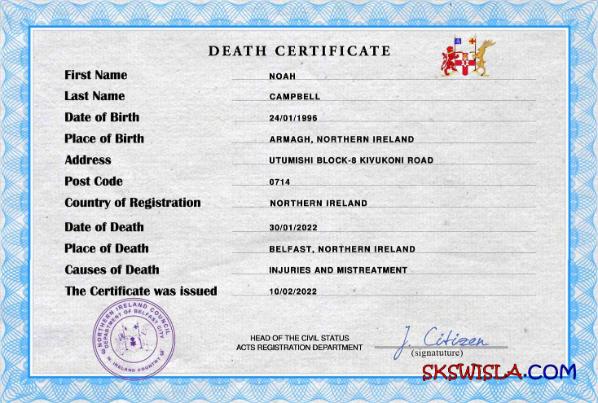 DEATH CERTIFICATE
First Name NOAH
Last Name CAMPBELL
Date of Birth 24/01/1996
Place of Birth ARMAGH, NORTHERN IRELAND
Address UTUMISHI BLOCK-8 KIVUKONI ROAD
Post Code 0714
Country of Registration NORTHERN IRELAND
Date of Death 30/01/2022
Place of Death BELFAST, NORTHERN IRELAND
Causes of Death INJURIES AND MISTREATMENT
The Certificate was issued 10/02/2022
NORTHERN IRELAND COUNCIL
DEPARTMENT OF BELFAST CITY
IRELAND COUNTRY
HEAD OF THE CIVIL STATUS
ACTS REGISTRATION DEPARTMENT
J. Citizen
(signatuture)
SKSWISLA.COM